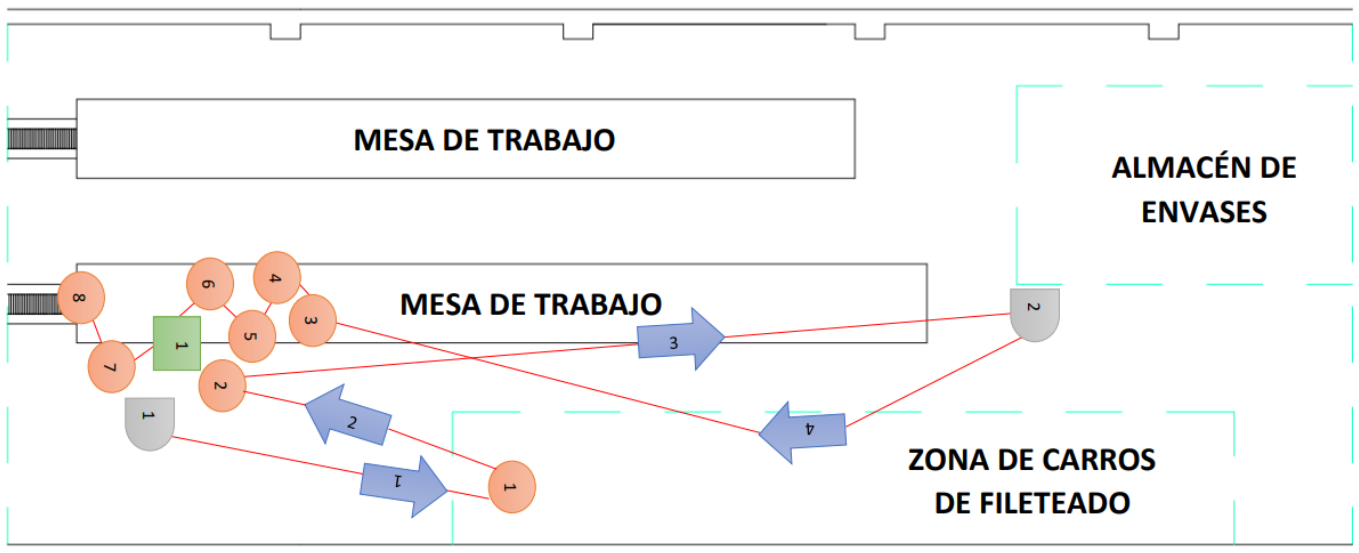 MESA DE TRABAJO
ALMACÉN DE
ENVASES
MESA DE TRABAJO
ZONA DE CARROS
DE FILETEADO
8
7
1
6
5
4
3
2
1
1
2
1
3
4
2